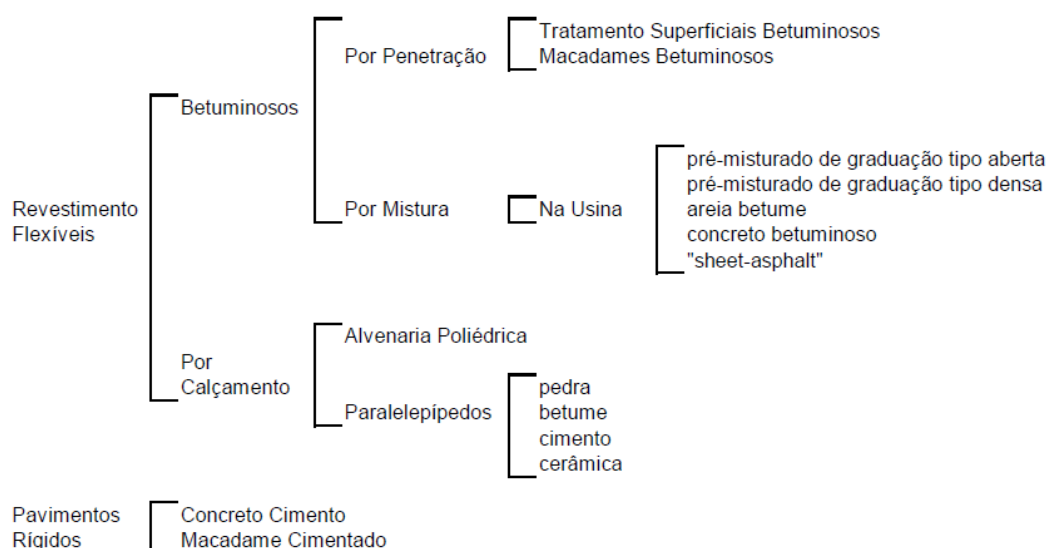 Tratamento Superficiais Betuminosos
Por Penetração
Macadames Betuminosos
Betuminosos
pré-misturado de graduação tipo aberta
pré-misturado de graduação tipo densa
Revestimento
Flexíveis
Por Mistura
Na Usina
areia betume
concreto betuminoso
"sheet-asphalt"
Alvenaria Poliédrica
Por
Calçamento
Paralelepípedos
pedra
betume
cimento
cerâmica
Pavimentos
Rígidos
Concreto Cimento
Macadame Cimentado